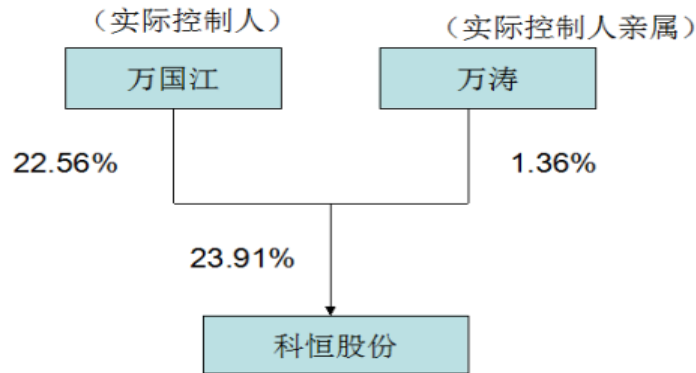 （实际控制人）
（实际控制人亲属）
万国江
万涛
22.56%
1.36%
23.91%
科恒股份